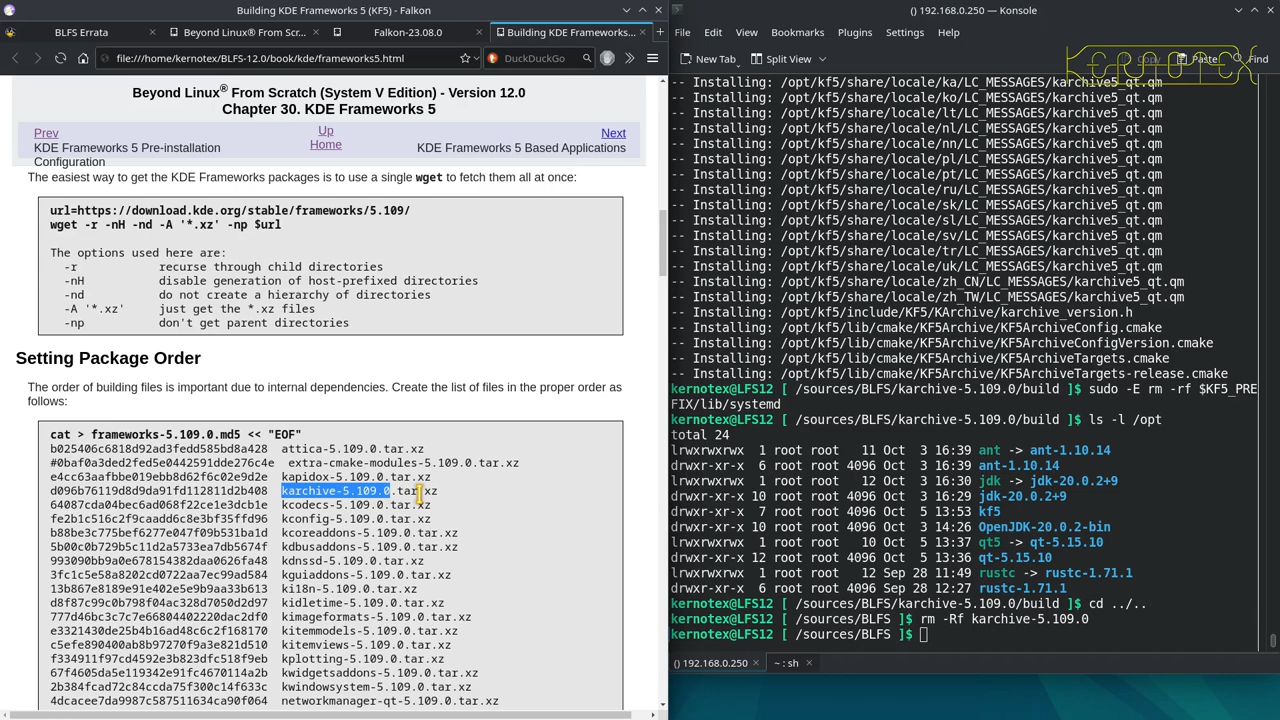 Building KDE Frameworks 5 (KF5) - Falkon
BLFS Errata
Beyond Linux® From Sc...
Falkon-23.08.0
Building KDE Frameworks...
file:///home/kernotex/BLFS-12.0/book/kde/frameworks5.html
DuckDuckGo
Beyond Linux® From Scratch (System V Edition) - Version 12.0
Chapter 30. KDE Frameworks 5
Prev
Up
Next
KDE Frameworks 5 Pre-installation Configuration
Home
KDE Frameworks 5 Based Applications
The easiest way to get the KDE Frameworks packages is to use a single wget to fetch them all at once:
url=https://download.kde.org/stable/frameworks/5.109/
wget -r -nH -nd -A '*.xz' -np $url
The options used here are:
-r recurse through child directories
-nH disable generation of host-prefixed directories
-nd do not create a hierarchy of directories
-A '*.xz' just get the *.xz files
-np don't get parent directories
Setting Package Order
The order of building files is important due to internal dependencies. Create the list of files in the proper order as
follows:
cat > frameworks-5.109.0.md5 << "EOF"
b025406c6818d92ad3fedd585bd8a428 attica-5.109.0.tar.xz
#0baf0a3ded2fed5e0442591dde276c4e extra-cmake-modules-5.109.0.tar.xz
e4cc63aafbbe019ebb8d62f6c02e9d2e kapidox-5.109.0.tar.xz
d096b76119d8d9da91fd112811d2b408 karchive-5.109.0.tar.xz
64087cda04bec6ad068f22ce1e3dcb1e kcodecs-5.109.0.tar.xz
fe2b1c516c2f9caadd6c8e3bf35ffd96 kconfig-5.109.0.tar.xz
b88be3c775bef6277e047f09b531ba1d kcoreaddons-5.109.0.tar.xz
5b00c0b729b5c11d2a5733ea7db5674f kdbusaddons-5.109.0.tar.xz
993090bb9a0e678154382daa0626fa48 kdnssd-5.109.0.tar.xz
3fc1c5e58a8202cd0722aa7ec99ad584 kguiaddons-5.109.0.tar.xz
13b867e8189e91e402e5e9b9aa33b613 ki18n-5.109.0.tar.xz
d8f87c99c0b798f04ac328d7050d2d97 kidletime-5.109.0.tar.xz
777d46bc3c7c7e66804402220dac2df0 kimageformats-5.109.0.tar.xz
e3321430de25b4b16ad48c6c2f168170 kitemmodels-5.109.0.tar.xz
c5efe890400ab8b97270f9a3e821d510 kitemviews-5.109.0.tar.xz
f334911f97cd4592e3b823dfc518f9eb kplotting-5.109.0.tar.xz
67f4605da5e119342e91fc4670114a2b kwidgetsaddons-5.109.0.tar.xz
2b384fcad72c84ccda75f300c14f633c kwindowsystem-5.109.0.tar.xz
4dcacee7da9987c587511634ca90f064 networkmanager-qt-5.109.0.tar.xz
() 192.168.0.250 — Konsole
File Edit View Bookmarks Plugins Settings Help
New Tab Split View Copy Paste Find
KERNOTEX
-- Installing: /opt/kf5/share/locale/ka/LC_MESSAGES/karchive5_qt.qm
-- Installing: /opt/kf5/share/locale/ko/LC_MESSAGES/karchive5_qt.qm
-- Installing: /opt/kf5/share/locale/lt/LC_MESSAGES/karchive5_qt.qm
-- Installing: /opt/kf5/share/locale/nl/LC_MESSAGES/karchive5_qt.qm
-- Installing: /opt/kf5/share/locale/nn/LC_MESSAGES/karchive5_qt.qm
-- Installing: /opt/kf5/share/locale/pl/LC_MESSAGES/karchive5_qt.qm
-- Installing: /opt/kf5/share/locale/pt/LC_MESSAGES/karchive5_qt.qm
-- Installing: /opt/kf5/share/locale/ru/LC_MESSAGES/karchive5_qt.qm
-- Installing: /opt/kf5/share/locale/sk/LC_MESSAGES/karchive5_qt.qm
-- Installing: /opt/kf5/share/locale/sl/LC_MESSAGES/karchive5_qt.qm
-- Installing: /opt/kf5/share/locale/sv/LC_MESSAGES/karchive5_qt.qm
-- Installing: /opt/kf5/share/locale/tr/LC_MESSAGES/karchive5_qt.qm
-- Installing: /opt/kf5/share/locale/uk/LC_MESSAGES/karchive5_qt.qm
-- Installing: /opt/kf5/share/locale/zh_CN/LC_MESSAGES/karchive5_qt.qm
-- Installing: /opt/kf5/share/locale/zh_TW/LC_MESSAGES/karchive5_qt.qm
-- Installing: /opt/kf5/include/KF5/KArchive/karchive_version.h
-- Installing: /opt/kf5/lib/cmake/KF5Archive/KF5ArchiveConfig.cmake
-- Installing: /opt/kf5/lib/cmake/KF5Archive/KF5ArchiveConfigVersion.cmake
-- Installing: /opt/kf5/lib/cmake/KF5Archive/KF5ArchiveTargets.cmake
-- Installing: /opt/kf5/lib/cmake/KF5Archive/KF5ArchiveTargets-release.cmake
kernotex@LFS12 [ /sources/BLFS/karchive-5.109.0/build ]$ sudo -E rm -rf $KF5_PRE
FIX/lib/systemd
kernotex@LFS12 [ /sources/BLFS/karchive-5.109.0/build ]$ ls -l /opt
total 24
lrwxrwxrwx 1 root root 11 Oct 3 16:39 ant -> ant-1.10.14
drwxr-xr-x 6 root root 4096 Oct 3 16:39 ant-1.10.14
lrwxrwxrwx 1 root root 12 Oct 3 16:30 jdk -> jdk-20.0.2+9
drwxr-xr-x 10 root root 4096 Oct 3 16:29 jdk-20.0.2+9
drwxr-xr-x 7 root root 4096 Oct 5 13:53 kf5
drwxr-xr-x 10 root root 4096 Oct 3 14:26 OpenJDK-20.0.2-bin
lrwxrwxrwx 1 root root 10 Oct 5 13:37 qt5 -> qt-5.15.10
drwxr-xr-x 12 root root 4096 Oct 5 13:36 qt-5.15.10
lrwxrwxrwx 1 root root 12 Sep 28 11:49 rustc -> rustc-1.71.1
drwxr-xr-x 6 root root 4096 Sep 28 12:27 rustc-1.71.1
kernotex@LFS12 [ /sources/BLFS/karchive-5.109.0/build ]$ cd ../..
kernotex@LFS12 [ /sources/BLFS ]$ rm -Rf karchive-5.109.0
kernotex@LFS12 [ /sources/BLFS ]$
() 192.168.0.250
~ : sh